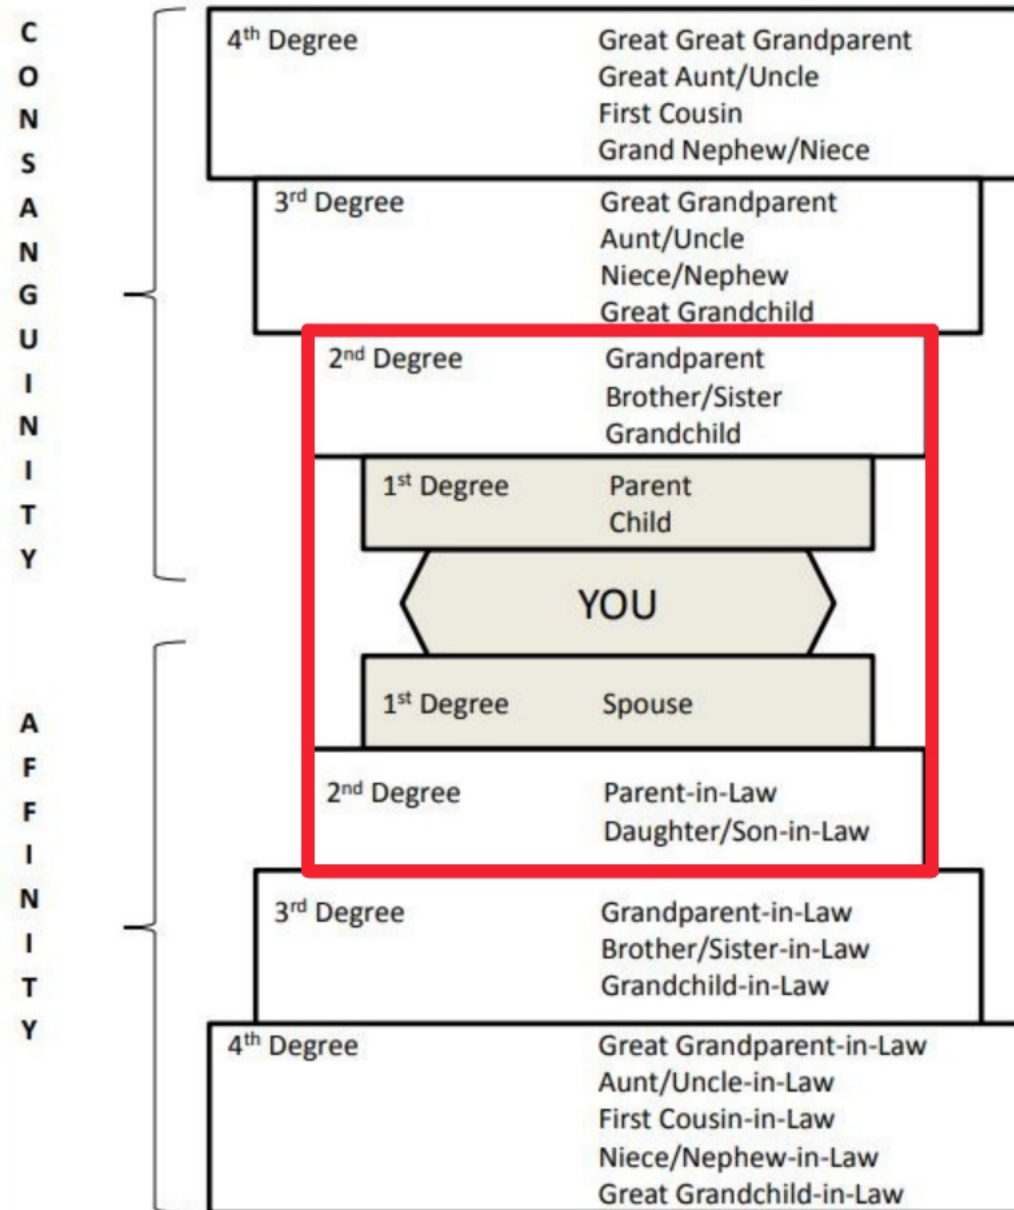 CONSANGUINITY
4th Degree Great Great Grandparent
Great Aunt/Uncle
First Cousin
Grand Nephew/Niece
3rd Degree Great Grandparent
Aunt/Uncle
Niece/Nephew
Great Grandchild
2nd Degree Grandparent
Brother/Sister
Grandchild
1st Degree Parent
Child
YOU
AFFINITY
1st Degree Spouse
2nd Degree Parent-in-Law
Daughter/Son-in-Law
3rd Degree Grandparent-in-Law
Brother/Sister-in-Law
Grandchild-in-Law
4th Degree Great Grandparent-in-Law
Aunt/Uncle-in-Law
First Cousin-in-Law
Niece/Nephew-in-Law
Great Grandchild-in-Law